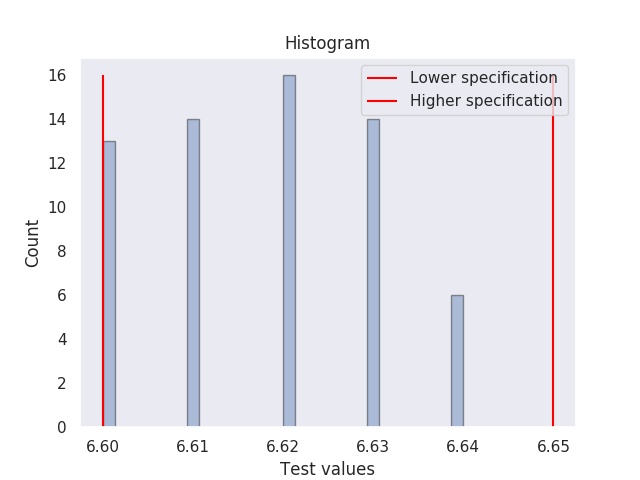 Histogram
Lower specification
Higher specification
16
14
12
10
8
6
4
2
0
Count
6.60 6.61 6.62 6.63 6.64 6.65
Test values